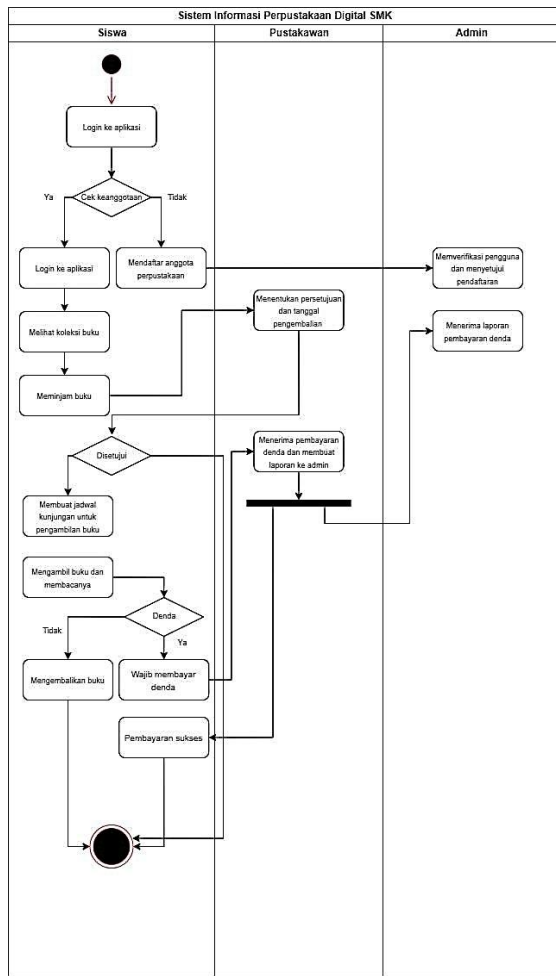 Sistem Informasi Perpustakaan Digital SMK
Siswa
Pustakawan
Admin
Login ke aplikasi
Cek keanggotaan
Ya
Tidak
Login ke aplikasi
Mendaftar anggota
perpustakaan
Memverifikasi pengguna
dan menyetujui
pendaftaran
Melihat koleksi buku
Menentukan persetujuan
dan tanggal
pengembalian
Menerima laporan
pembayaran denda
Meminjam buku
Disetujui
Menerima pembayaran
denda dan membuat
laporan ke admin
Membuat jadwal
kunjungan untuk
pengambilan buku
Mengambil buku dan
membacanya
Denda
Tidak
Ya
Mengembalikan buku
Wajib membayar
denda
Pembayaran sukses